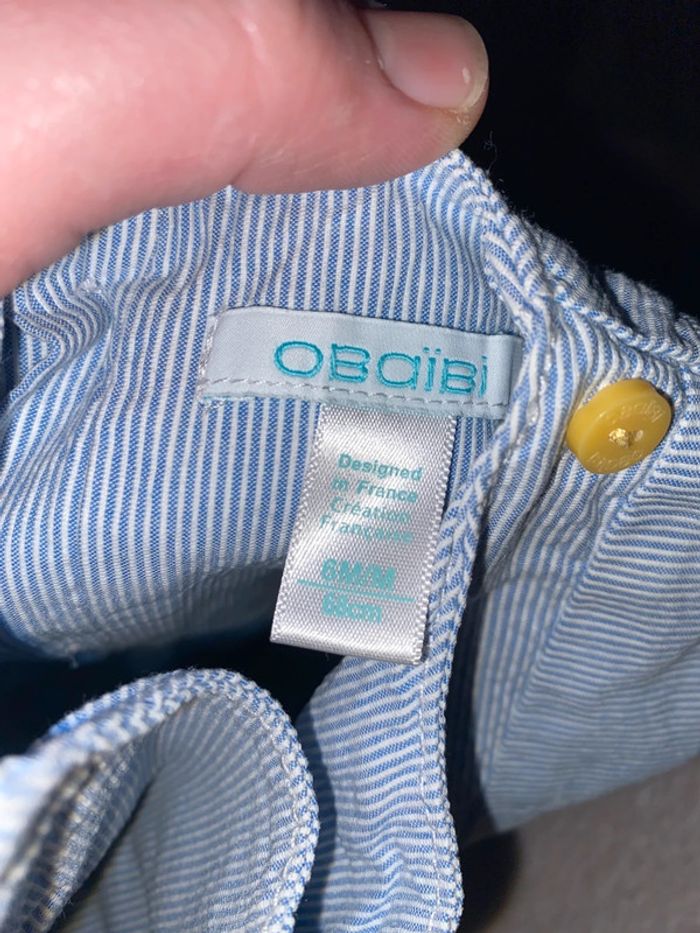 OBaïBi
Designed
in France
Création
Française
6M/M
68cm